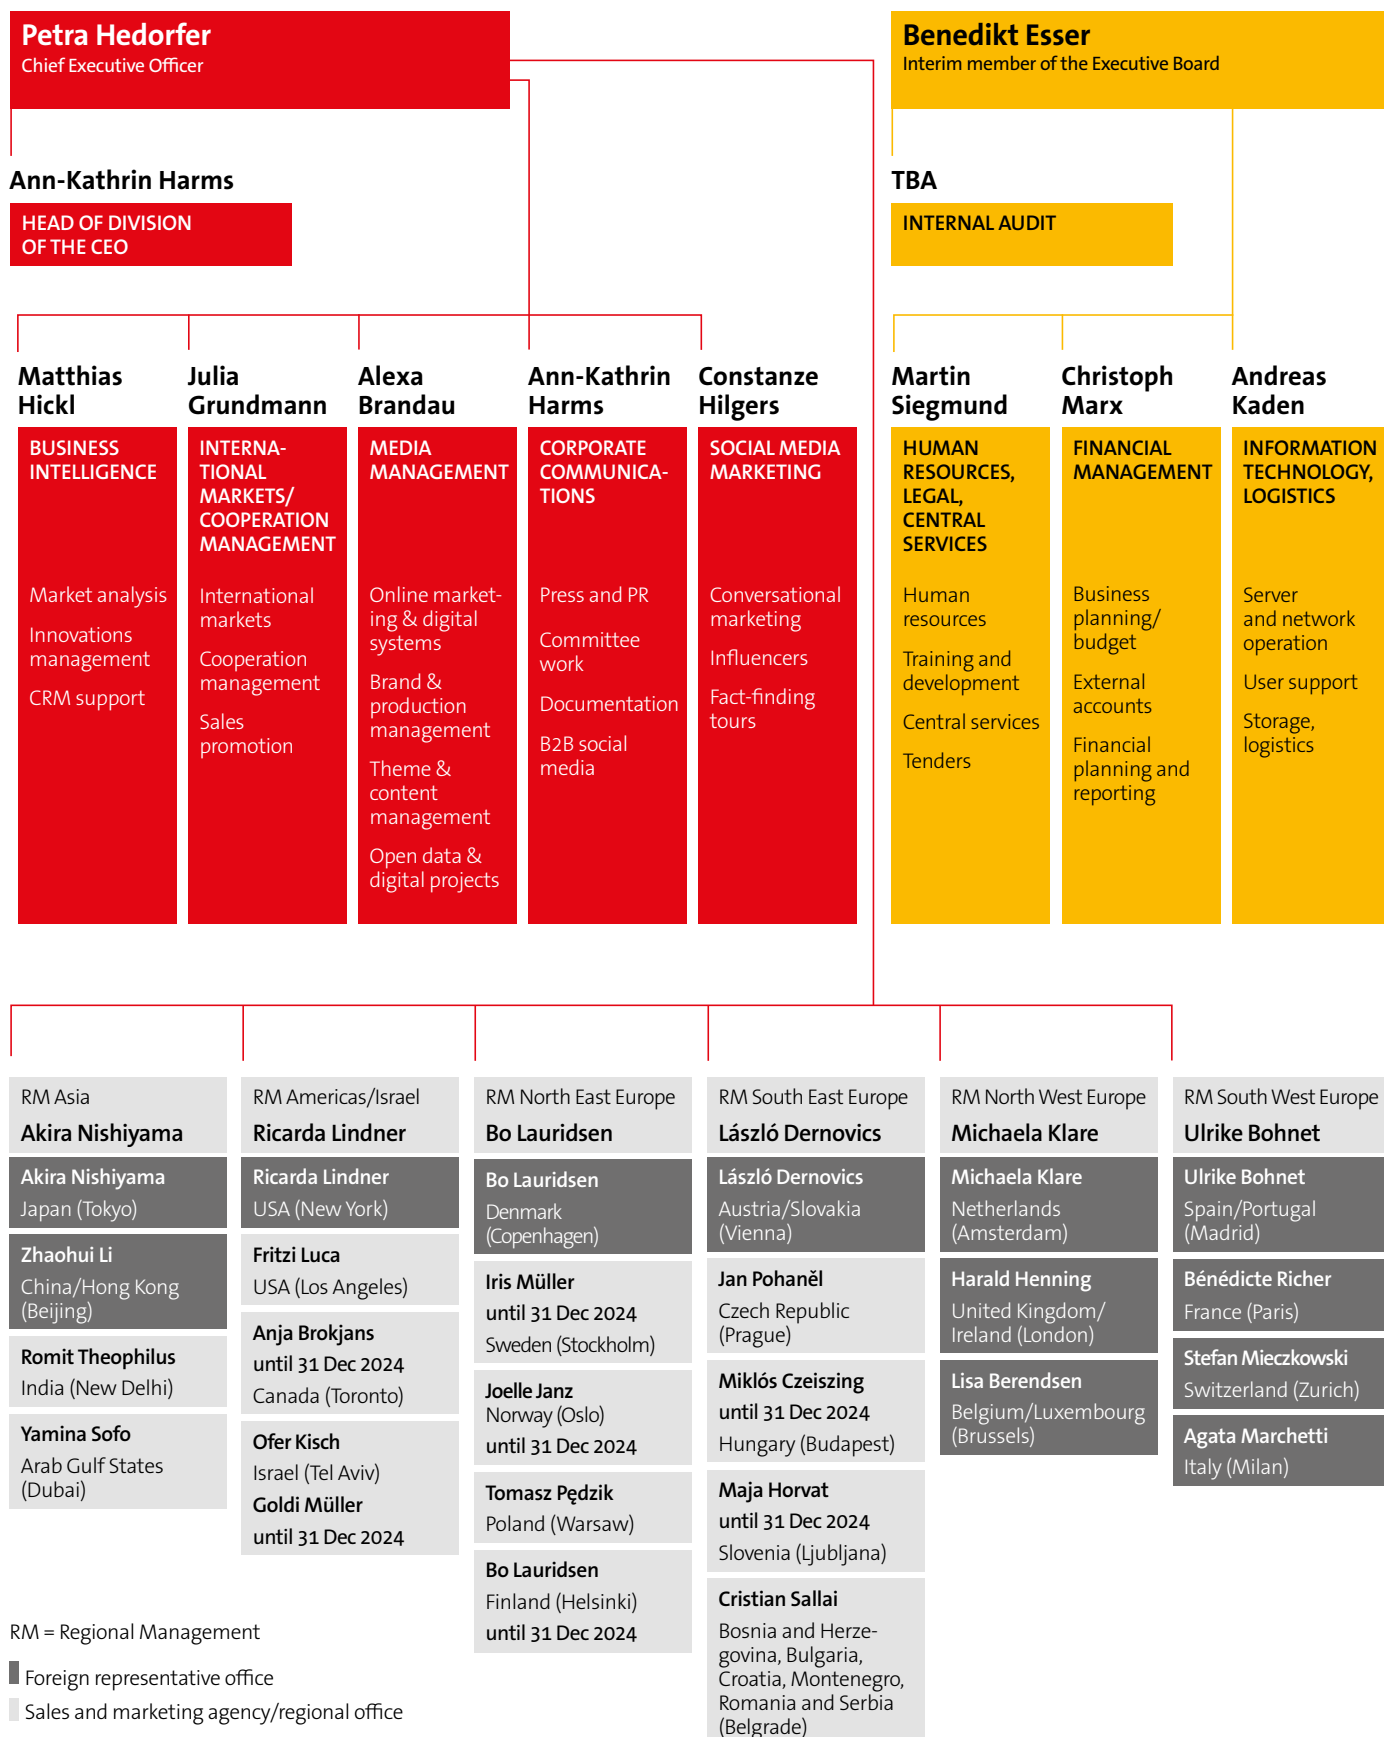 Petra Hedorfer
Chief Executive Officer
Benedikt Esser
Interim member of the Executive Board
Ann-Kathrin Harms
HEAD OF DIVISION
OF THE CEO
TBA
INTERNAL AUDIT
Matthias
Hickl
BUSINESS
INTELLIGENCE
Market analysis
Innovations
management
CRM support
Julia
Grundmann
INTERNA-
TIONAL
MARKETS/
COOPERATION
MANAGEMENT
International
markets
Cooperation
management
Sales
promotion
Alexa
Brandau
MEDIA
MANAGEMENT
Online market-
ing & digital
systems
Brand &
production
management
Theme &
content
management
Open data &
digital projects
Ann-Kathrin
Harms
CORPORATE
COMMUNICA-
TIONS
Press and PR
Committee
work
Documentation
B2B social
media
Constanze
Hilgers
SOCIAL MEDIA
MARKETING
Conversational
marketing
Influencers
Fact-finding
tours
Martin
Siegmund
HUMAN
RESOURCES,
LEGAL,
CENTRAL
SERVICES
Human
resources
Training and
development
Central services
Tenders
Christoph
Marx
FINANCIAL
MANAGEMENT
Business
planning/
budget
External
accounts
Financial
planning and
reporting
Andreas
Kaden
INFORMATION
TECHNOLOGY,
LOGISTICS
Server
and network
operation
User support
Storage,
logistics
RM Asia
Akira Nishiyama
Akira Nishiyama
Japan (Tokyo)
Zhaohui Li
China/Hong Kong
(Beijing)
Romit Theophilus
India (New Delhi)
Yamina Sofo
Arab Gulf States
(Dubai)
RM Americas/Israel
Ricarda Lindner
Ricarda Lindner
USA (New York)
Fritzi Luca
USA (Los Angeles)
Anja Brokjans
until 31 Dec 2024
Canada (Toronto)
Ofer Kisch
Israel (Tel Aviv)
Goldi Müller
until 31 Dec 2024
RM North East Europe
Bo Lauridsen
Bo Lauridsen
Denmark
(Copenhagen)
Iris Müller
until 31 Dec 2024
Sweden (Stockholm)
Joelle Janz
Norway (Oslo)
until 31 Dec 2024
Tomasz Pędzik
Poland (Warsaw)
Bo Lauridsen
Finland (Helsinki)
until 31 Dec 2024
RM South East Europe
László Dernovics
László Dernovics
Austria/Slovakia
(Vienna)
Jan Pohaněl
Czech Republic
(Prague)
Miklós Czeiszing
until 31 Dec 2024
Hungary (Budapest)
Maja Horvat
until 31 Dec 2024
Slovenia (Ljubljana)
Cristian Sallai
Bosnia and Herze-
govina, Bulgaria,
Croatia, Montenegro,
Romania and Serbia
(Belgrade)
RM North West Europe
Michaela Klare
Michaela Klare
Netherlands
(Amsterdam)
Harald Henning
United Kingdom/
Ireland (London)
Lisa Berendsen
Belgium/Luxembourg
(Brussels)
RM South West Europe
Ulrike Bohnet
Ulrike Bohnet
Spain/Portugal
(Madrid)
Bénédicte Richer
France (Paris)
Stefan Mieczkowski
Switzerland (Zurich)
Agata Marchetti
Italy (Milan)
RM = Regional Management
Foreign representative office
Sales and marketing agency/regional office